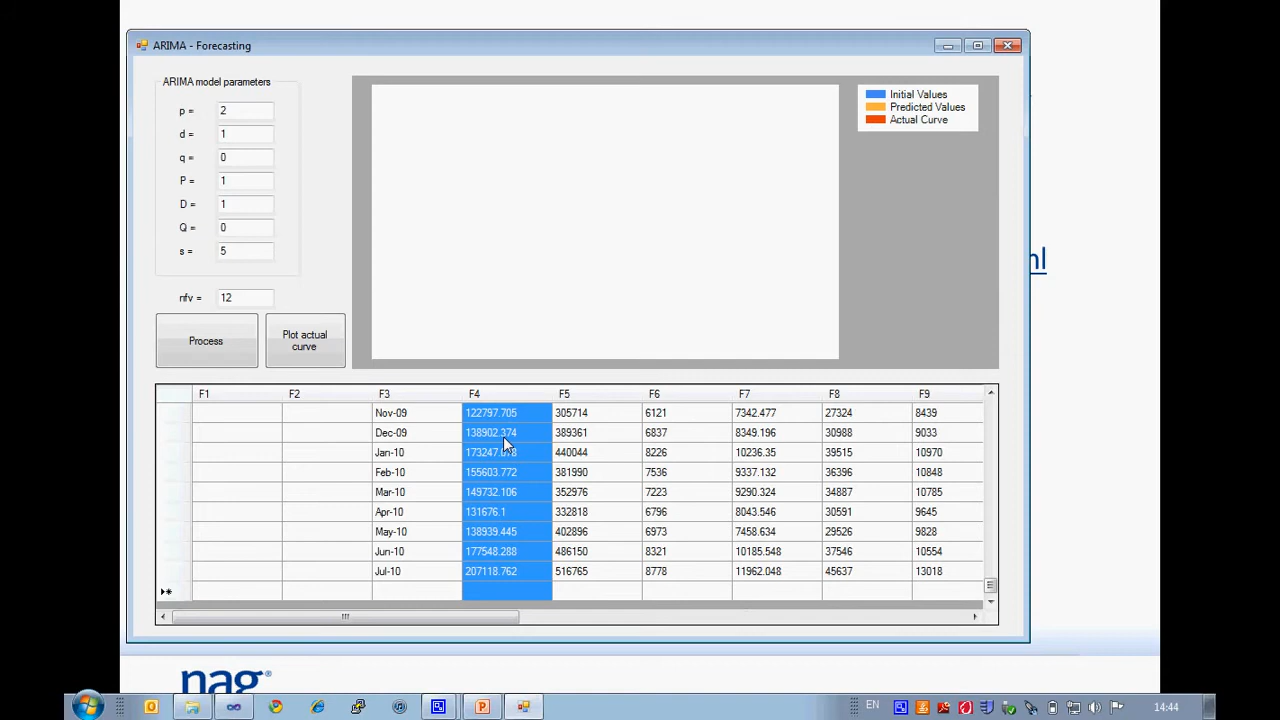 ARIMA - Forecasting
ARIMA model parameters
p = 2
d = 1
q = 0
P = 1
D = 1
Q = 0
s = 5
nfv = 12
Process
Plot actual
curve
Initial Values
Predicted Values
Actual Curve
nl
F1 F2 F3 F4 F5 F6 F7 F8 F9
Nov-09 122797.705 305714 6121 7342.477 27324 8439
Dec-09 138902.374 389361 6837 8349.196 30988 9033
Jan-10 440044 8226 10236.35 39515 10970
Feb-10 155603.772 381990 7536 9337.132 36396 10848
Mar-10 149732.106 352976 7223 9290.324 34887 10785
Apr-10 131676.1 332818 6796 8043.546 30591 9645
May-10 138939.445 402896 6973 7458.634 29526 9828
Jun-10 177548.288 486150 8321 10185.548 37546 10554
Jul-10 207118.762 516765 8778 11962.048 45637 13018
nag®
EN
14:44